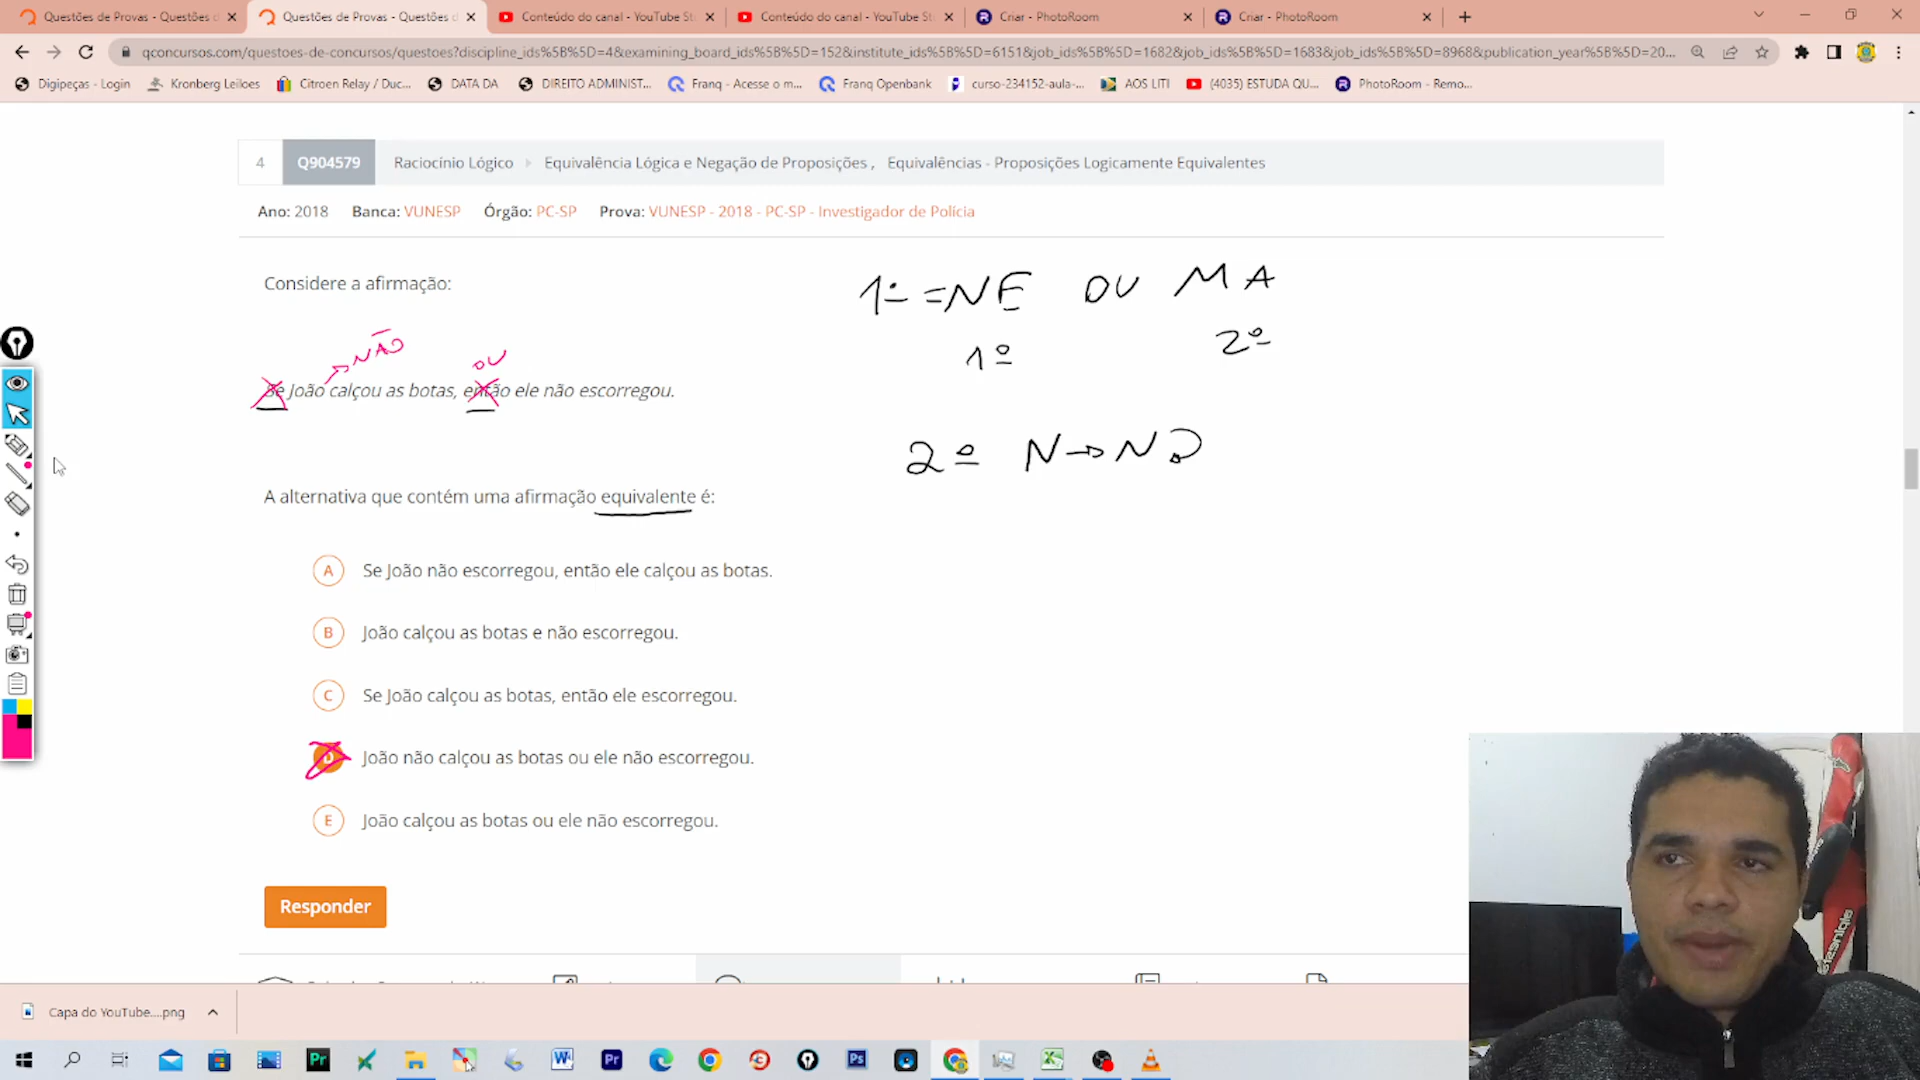 Questões de Provas - Questões d
Questões de Provas - Questões d
Conteúdo do canal - YouTube St
Conteúdo do canal - YouTube St
Criar - PhotoRoom
Criar - PhotoRoom
qconcursos.com/questoes-de-concursos/questoes?discipline_ids%5B%5D=4&examining_board_ids%5B%5D=152&institute_ids%5B%5D=6151&job_ids%5B%5D=1682&job_ids%5B%5D=1683&job_ids%5B%5D=8968&publication_year%5B%5D=20...
Digipeças - Login
Kronberg Leiloes
Citroen Relay / Duc...
DATA DA
DIREITO ADMINIST...
Franq - Acesse o m...
Franq Openbank
curso-234152-aula-...
AOS LITI
(4035) ESTUDA QU...
PhotoRoom - Remo...
4 Q904579 Raciocínio Lógico Equivalência Lógica e Negação de Proposições , Equivalências - Proposições Logicamente Equivalentes
Ano: 2018 Banca: VUNESP Órgão: PC-SP Prova: VUNESP - 2018 - PC-SP - Investigador de Polícia
Considere a afirmação:
1º = NE OU MA
1º 2º
NÃO OU
Se João calçou as botas, então ele não escorregou.
2º N→N
A alternativa que contém uma afirmação equivalente é:
A Se João não escorregou, então ele calçou as botas.
B João calçou as botas e não escorregou.
C Se João calçou as botas, então ele escorregou.
D João não calçou as botas ou ele não escorregou.
E João calçou as botas ou ele não escorregou.
Responder
alpinestars
Capa do YouTube....png